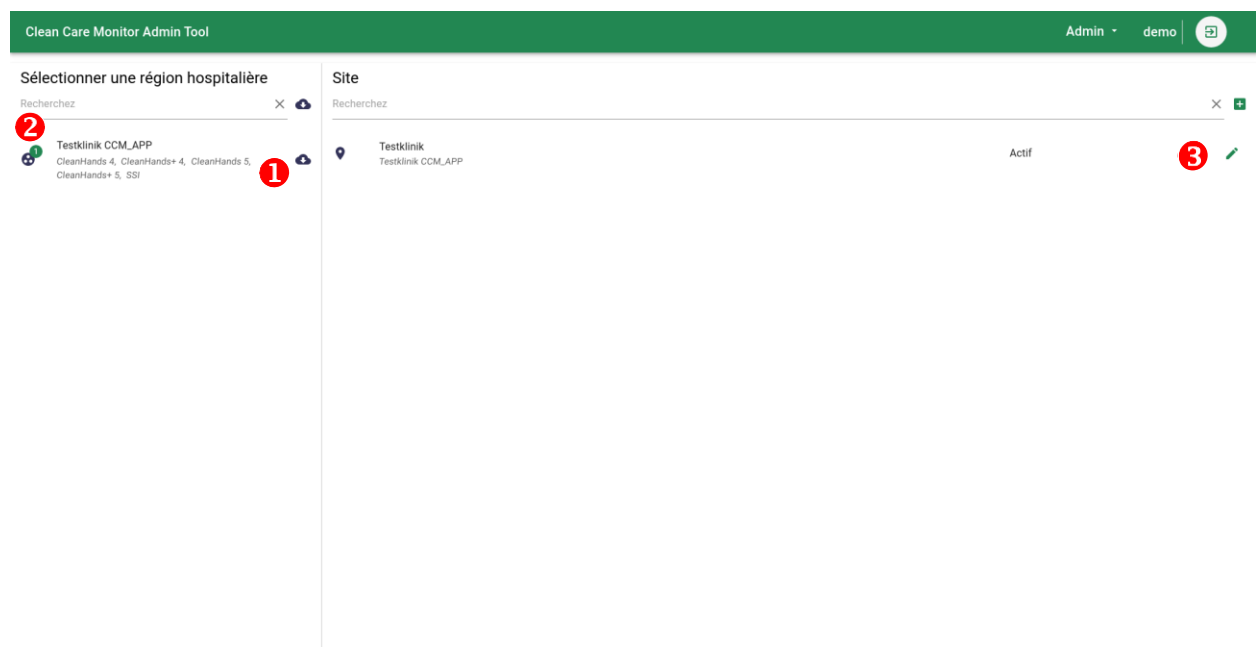 Clean Care Monitor Admin Tool
Admin
demo
Sélectionner une région hospitalière
Recherchez
2
1
Testklinik CCM_APP
CleanHands 4, CleanHands+ 4, CleanHands 5,
CleanHands+ 5, SSI
1
Site
Recherchez
Testklinik
Testklinik CCM_APP
Actif
3